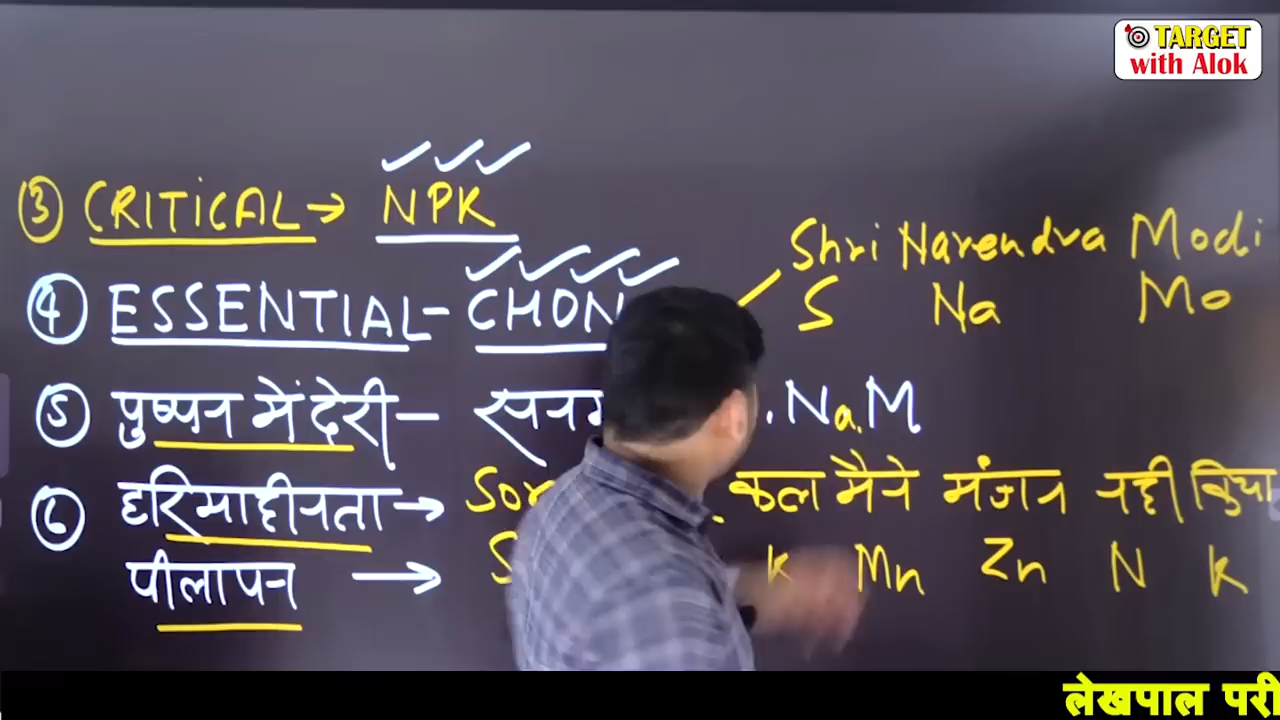 TARGET
with Alok
③ CRITICAL → NPK
④ ESSENTIAL - CHON
Shri Narendra Modi
S Na Mo
⑤ पुष्पन में देरी - . Na. M
⑥ हरिमाहीनता → कल मैने मंजन नही किया
पीलापन → S K Mn Zn N K
लेखपाल परी